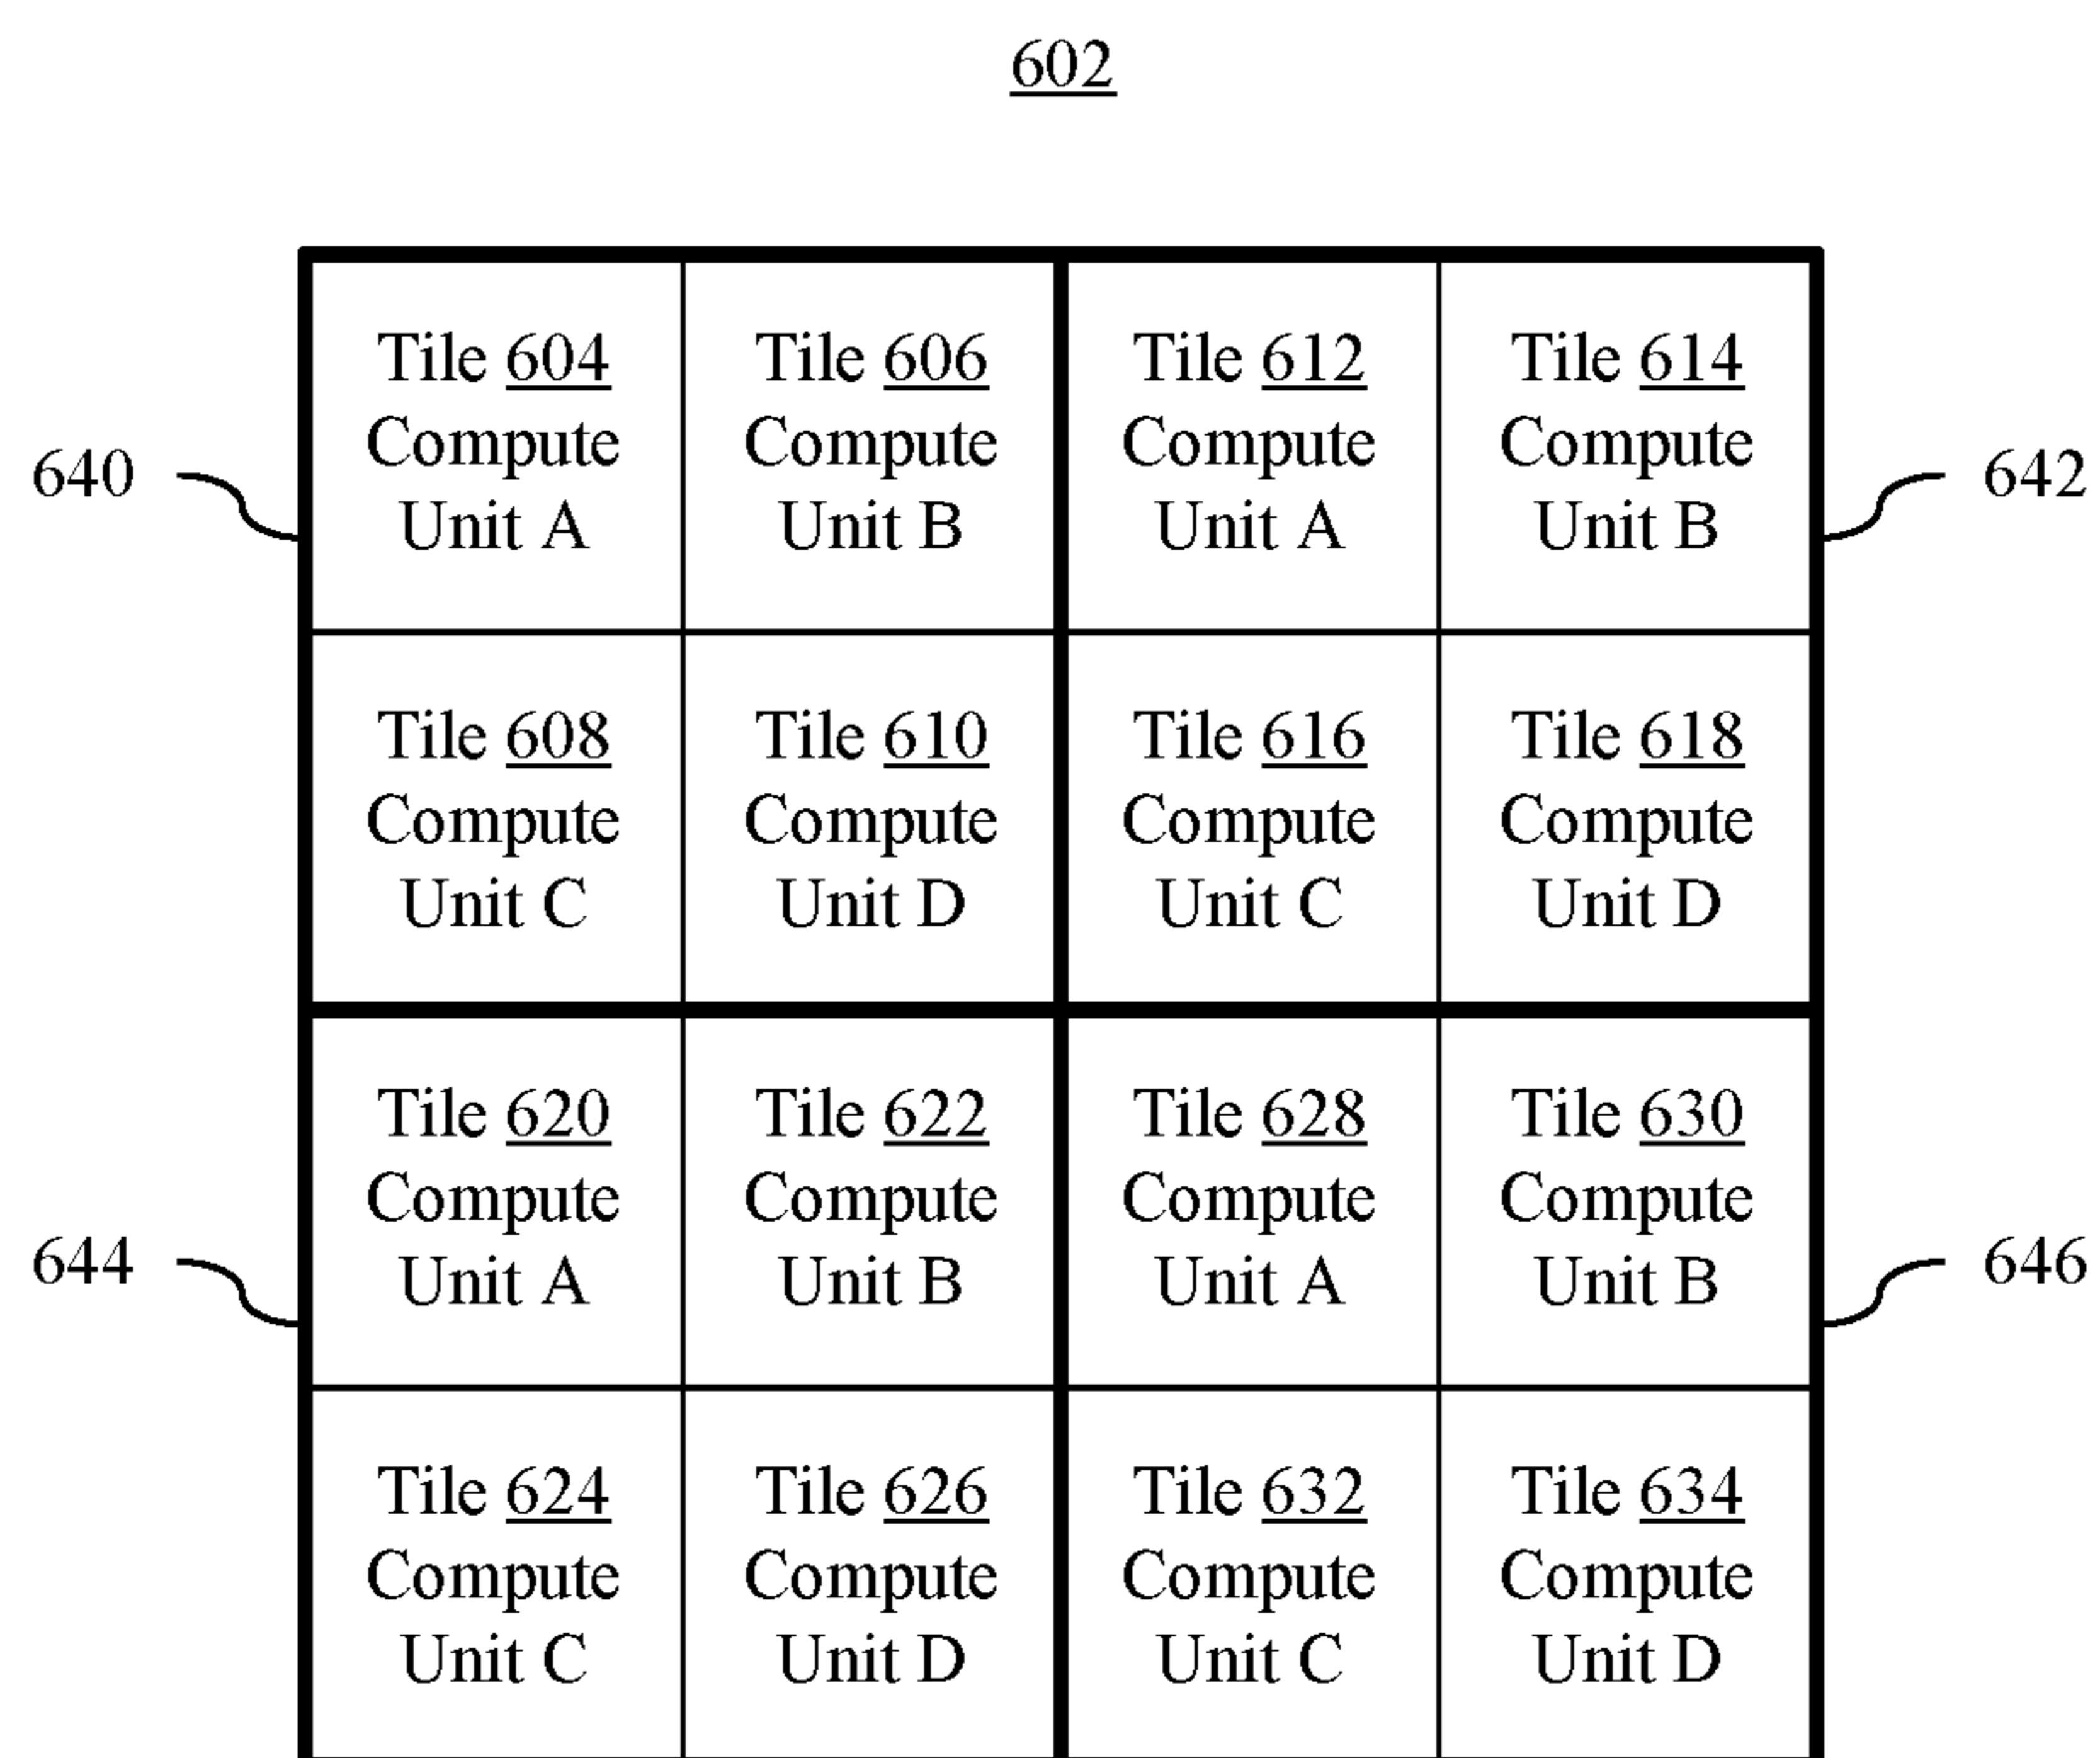 602
Tile 604
Compute
Unit A
Tile 606
Compute
Unit B
Tile 612
Compute
Unit A
Tile 614
Compute
Unit B
640
642
Tile 608
Compute
Unit C
Tile 610
Compute
Unit D
Tile 616
Compute
Unit C
Tile 618
Compute
Unit D
Tile 620
Compute
Unit A
Tile 622
Compute
Unit B
Tile 628
Compute
Unit A
Tile 630
Compute
Unit B
644
646
Tile 624
Compute
Unit C
Tile 626
Compute
Unit D
Tile 632
Compute
Unit C
Tile 634
Compute
Unit D